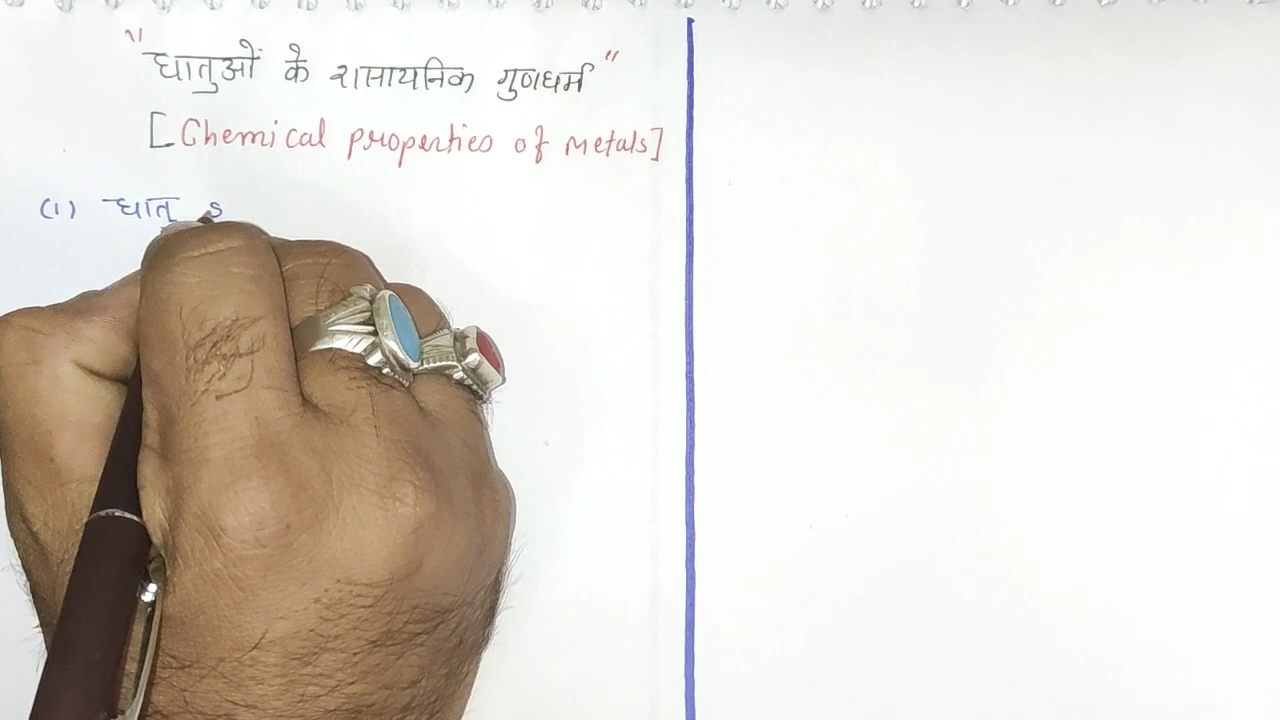 "धातुओं के रासायनिक गुणधर्म"
[Chemical properties of metals]
(1) धातु